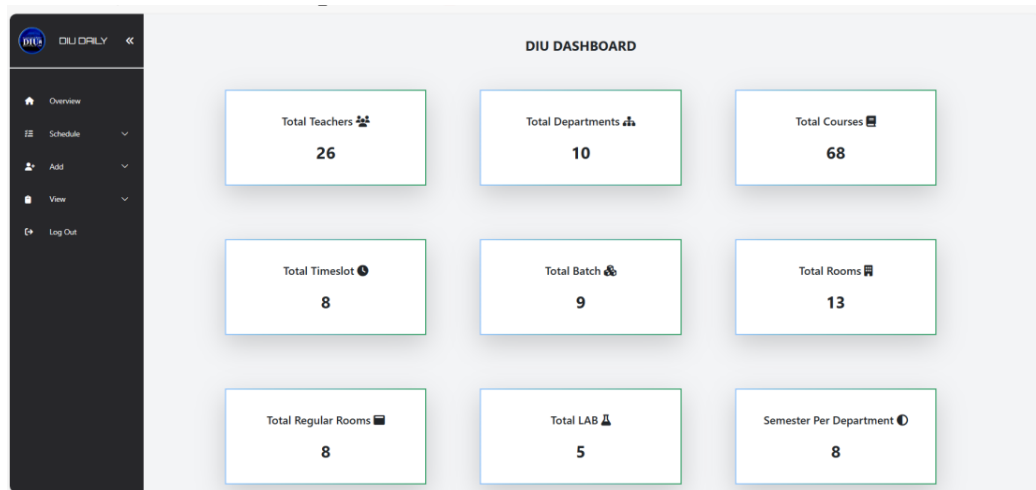 DIU DAILY
Overview
Schedule
Add
View
Log Out
DIU DASHBOARD
Total Teachers
26
Total Departments
10
Total Courses
68
Total Timeslot
8
Total Batch
9
Total Rooms
13
Total Regular Rooms
8
Total LAB
5
Semester Per Department
8